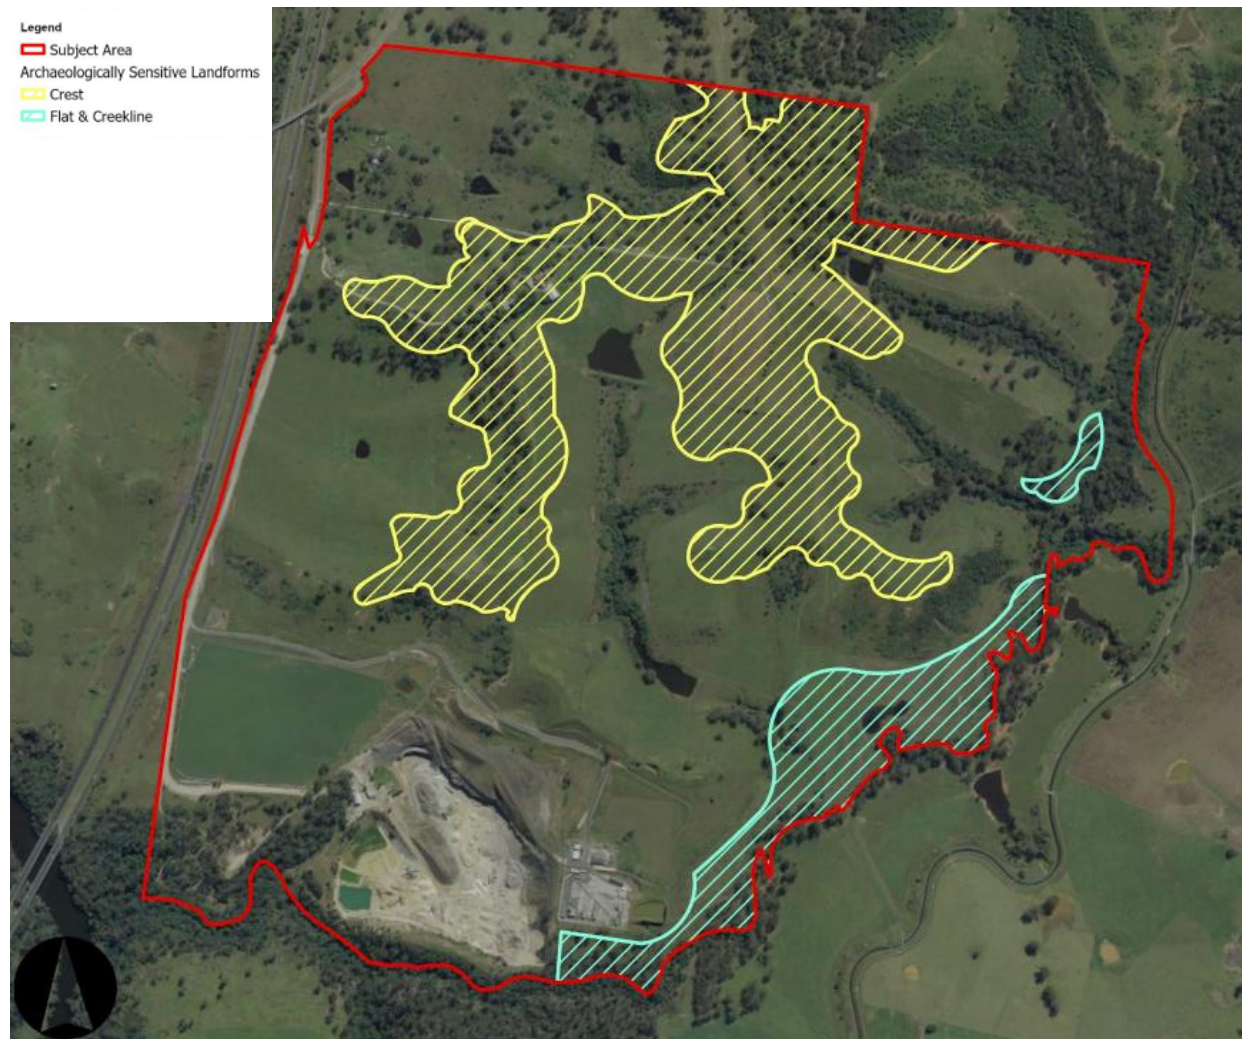 Legend
Subject Area
Archaeologically Sensitive Landforms
Crest
Flat & Creekline